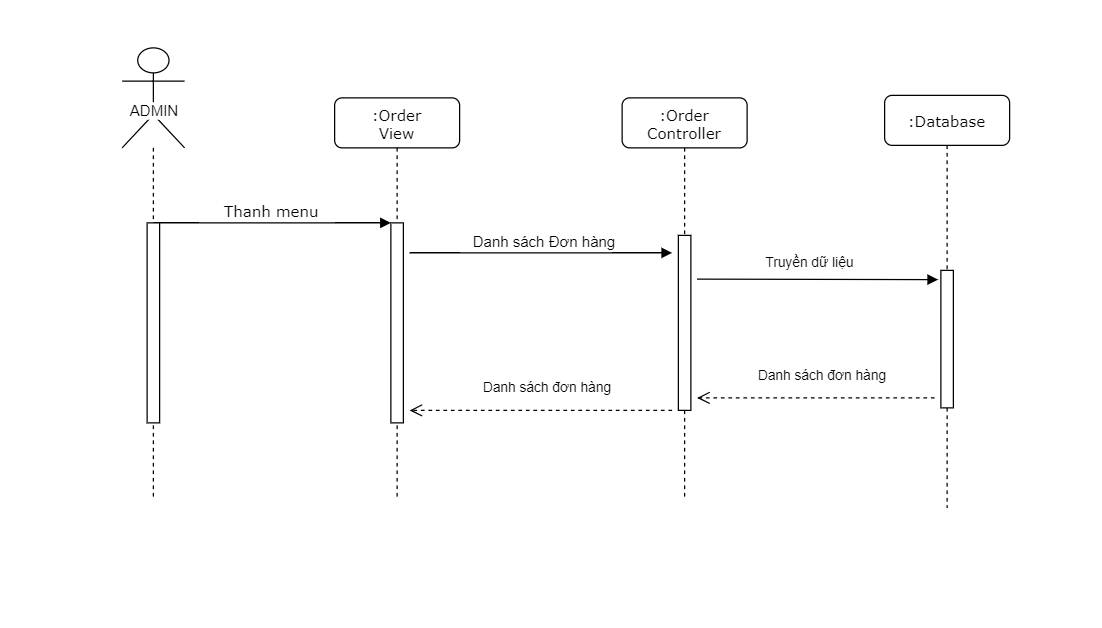 ADMIN
:Order
View
:Order
Controller
:Database
Thanh menu
Danh sách Đơn hàng
Truyền dữ liệu
Danh sách đơn hàng
Danh sách đơn hàng